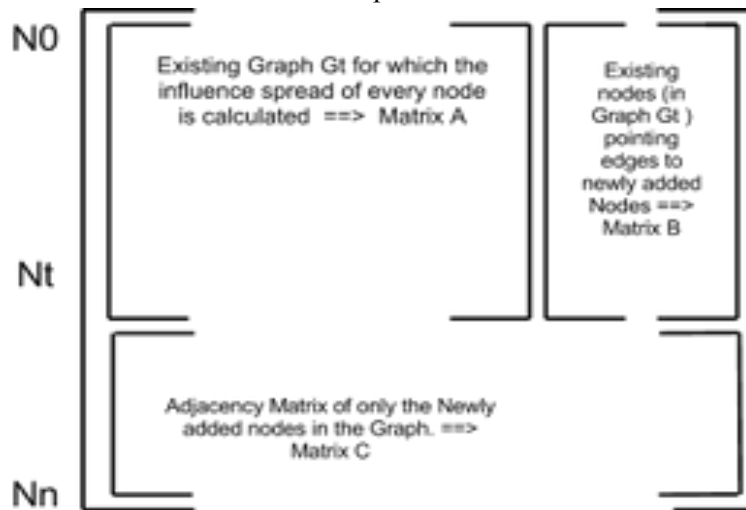 N0
Existing Graph Gt for which the
influence spread of every node
is calculated ==> Matrix A
Existing
nodes (in
Graph Gt )
pointing
edges to
newly added
Nodes ==>
Matrix B
Nt
Adjacency Matrix of only the Newly
added nodes in the Graph. ==>
Matrix C
Nn